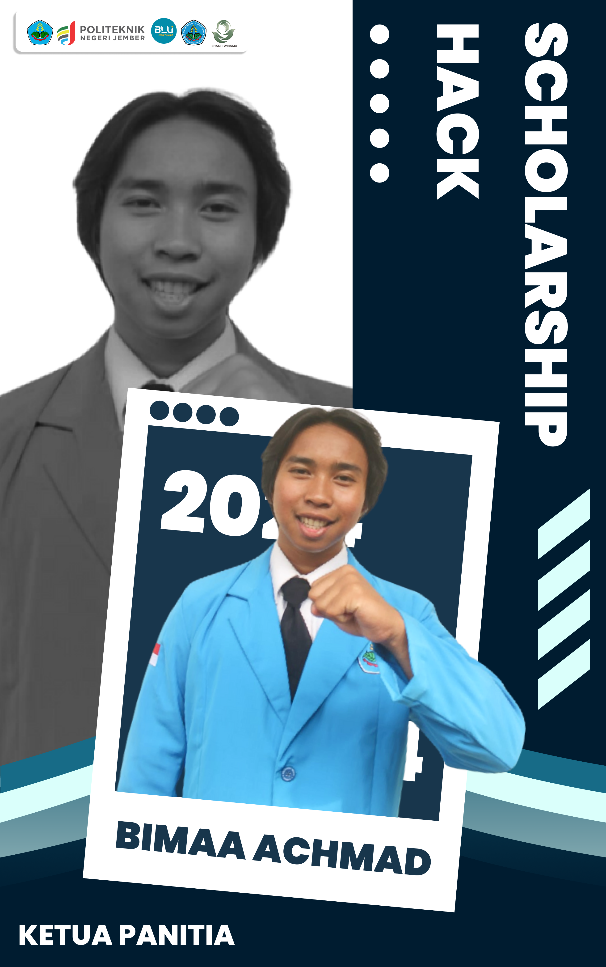 POLITEKNIK
NEGERI JEMBER
BLU
SCHOLARSHIP
HACK
BIMAA ACHMAD
KETUA PANITIA